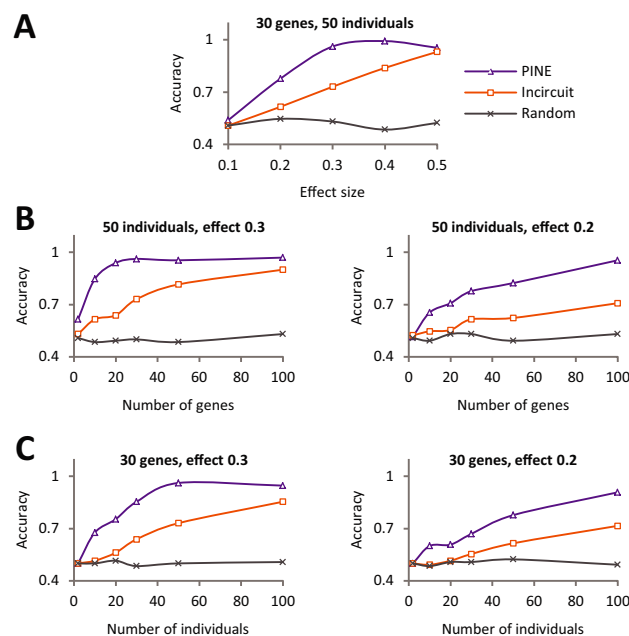 A
30 genes, 50 individuals
Accuracy
1
0.7
0.4
0.1 0.2 0.3 0.4 0.5
Effect size
PINE
Incircuit
Random
B
50 individuals, effect 0.3
Accuracy
1
0.7
0.4
0 20 40 60 80 100
Number of genes
50 individuals, effect 0.2
Accuracy
1
0.7
0.4
0 20 40 60 80 100
Number of genes
C
30 genes, effect 0.3
Accuracy
1
0.7
0.4
0 20 40 60 80 100
Number of individuals
30 genes, effect 0.2
Accuracy
1
0.7
0.4
0 20 40 60 80 100
Number of individuals